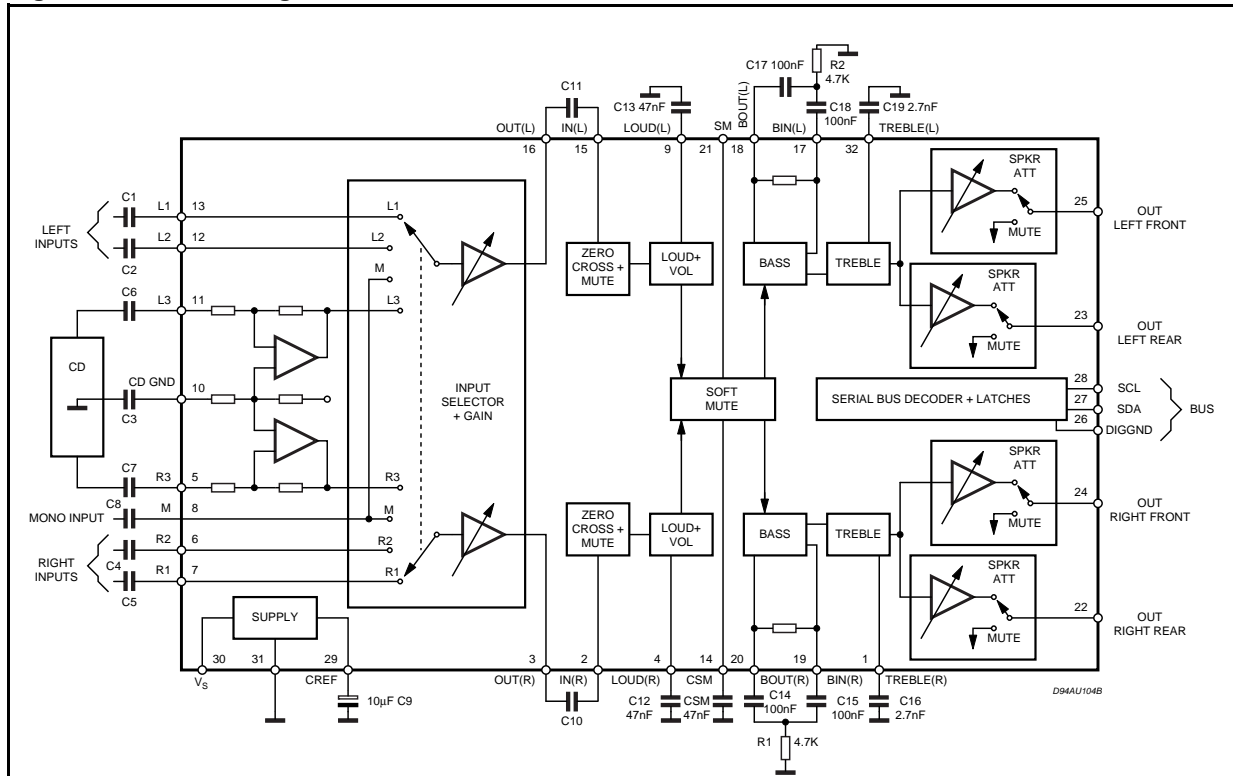 C17 100nF
R2
4.7K
C11
C13 47nF
C18
100nF
C19 2.7nF
OUT(L)
IN(L)
LOUD(L)
SM
BOUT(L)
BIN(L)
TREBLE(L)
16
15
9
21
18
17
32
LEFT INPUTS
C1
L1
13
C2
L2
12
C6
L3
11
CD
CD GND
10
C3
C7
R3
5
C8
M
8
MONO INPUT
RIGHT INPUTS
R2
6
C4
R1
7
C5
L1
L2
M
L3
INPUT
SELECTOR
+ GAIN
R3
M
R2
R1
ZERO
CROSS +
MUTE
LOUD+
VOL
BASS
TREBLE
SOFT
MUTE
ZERO
CROSS +
MUTE
LOUD+
VOL
BASS
TREBLE
SPKR
ATT
MUTE
25
OUT
LEFT FRONT
SPKR
ATT
MUTE
23
OUT
LEFT REAR
SERIAL BUS DECODER + LATCHES
28
SCL
27
SDA
26
DIGGND
BUS
SPKR
ATT
MUTE
24
OUT
RIGHT FRONT
SPKR
ATT
MUTE
22
OUT
RIGHT REAR
SUPPLY
30
31
29
VS
CREF
10μF C9
3
2
4
14
20
19
1
OUT(R)
IN(R)
LOUD(R)
CSM
BOUT(R)
BIN(R)
TREBLE(R)
C10
C12
47nF
CSM
47nF
C14
100nF
C15
100nF
C16
2.7nF
R1
4.7K
D94AU104B